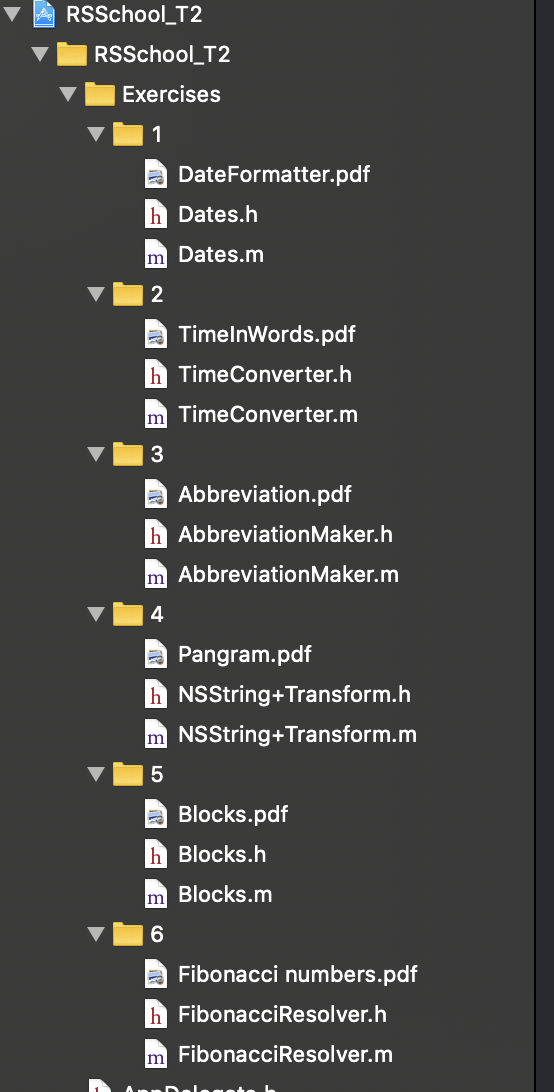 RSSchool_T2
RSSchool_T2
Exercises
1
DateFormatter.pdf
h Dates.h
m Dates.m
2
TimeInWords.pdf
h TimeConverter.h
m TimeConverter.m
3
Abbreviation.pdf
h AbbreviationMaker.h
m AbbreviationMaker.m
4
Pangram.pdf
h NSString+Transform.h
m NSString+Transform.m
5
Blocks.pdf
h Blocks.h
m Blocks.m
6
Fibonacci numbers.pdf
h FibonacciResolver.h
m FibonacciResolver.m
AppDelegate.h